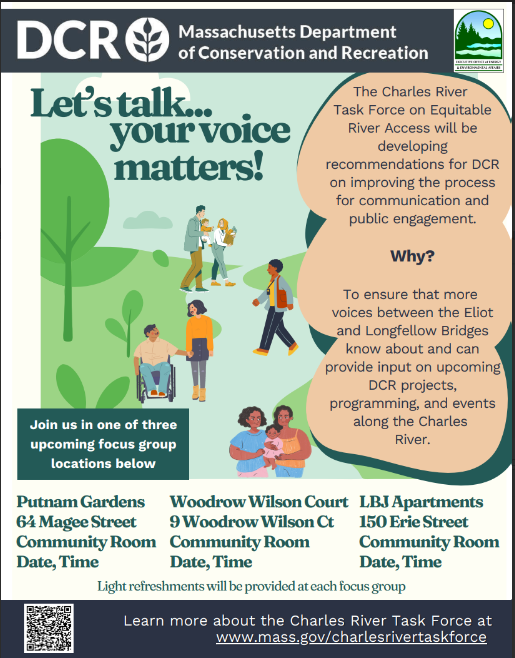 DCR
Massachusetts Department
of Conservation and Recreation
Let's talk...
your voice
matters!
The Charles River
Task Force on Equitable
River Access will be
developing
recommendations for DCR
on improving the process
for communication and
public engagement.
Why?
To ensure that more
voices between the Eliot
and Longfellow Bridges
know about and can
provide input on upcoming
DCR projects,
programming, and events
along the Charles
River.
Join us in one of three
upcoming focus group
locations below
Putnam Gardens
64 Magee Street
Community Room
Date, Time
Woodrow Wilson Court
9 Woodrow Wilson Ct
Community Room
Date, Time
LBJ Apartments
150 Erie Street
Community Room
Date, Time
Light refreshments will be provided at each focus group
Learn more about the Charles River Task Force at
www.mass.gov/charlesrivertaskforce